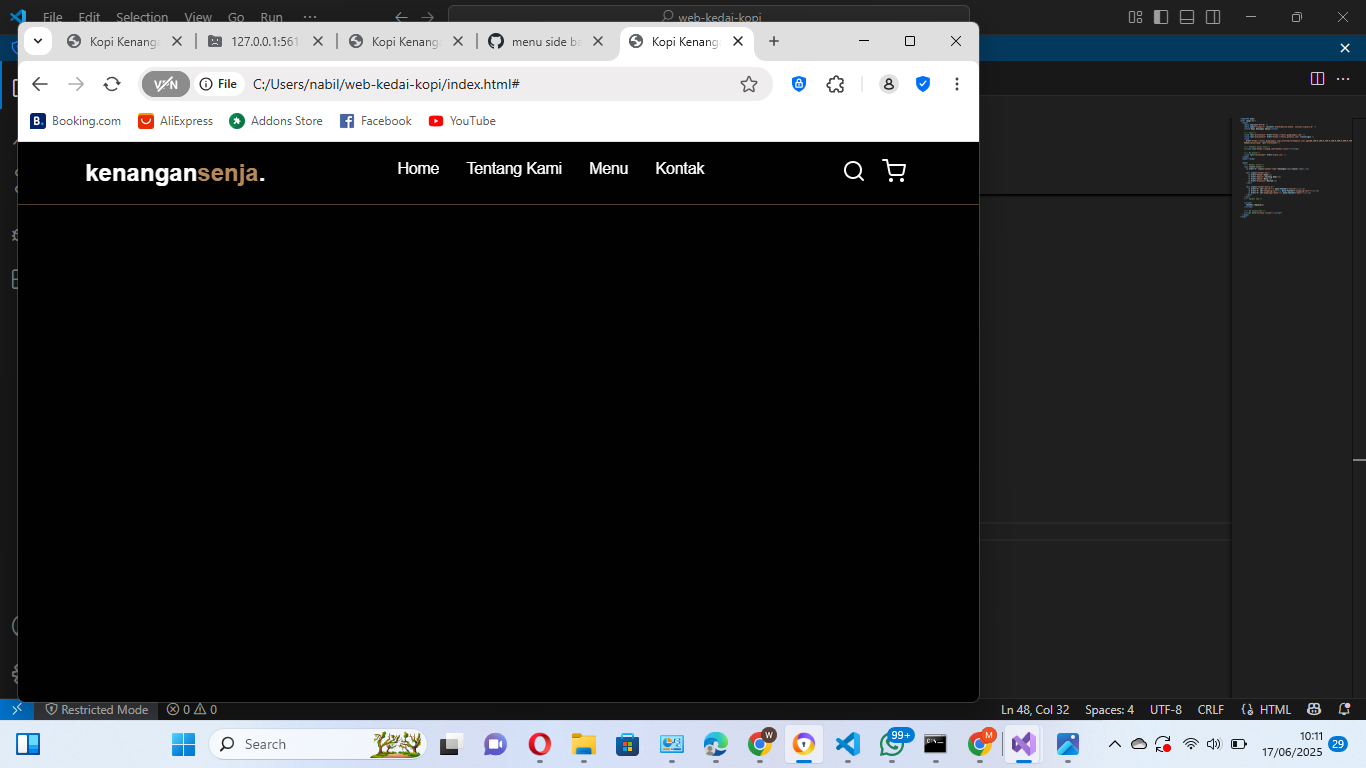 File Edit Selection View Go Run ···
web-kedai-kopi
Kopi Kenang
127.0.0.1:561
Kopi Kenang
menu side ba
Kopi Kenang
VPN
File
C:/Users/nabil/web-kedai-kopi/index.html#
Booking.com
AliExpress
Addons Store
Facebook
YouTube
kenangansenja.
Home
Tentang Kami
Menu
Kontak
Restricted Mode
0
0
Ln 48, Col 32
Spaces: 4
UTF-8
CRLF
HTML
Search
W
99+
M
10:11
17/06/2025
29